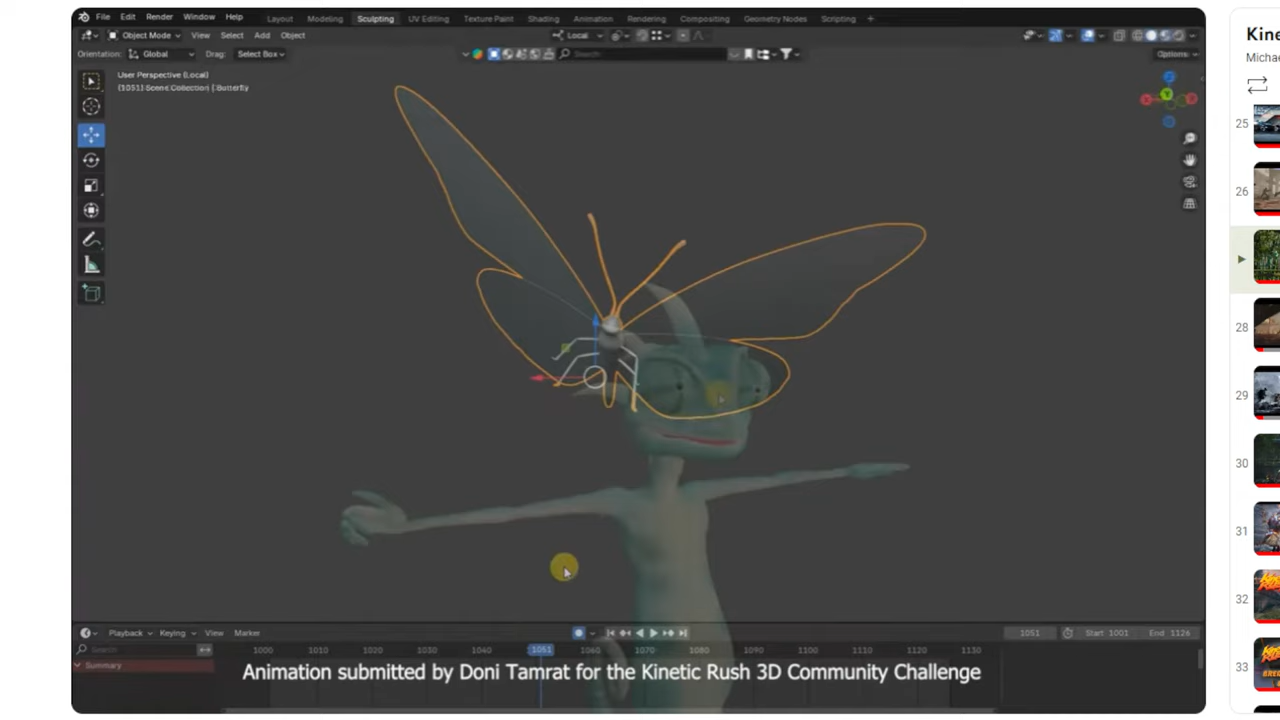 File Edit Render Window Help Layout Modeling Sculpting UV Editing Texture Paint Shading Animation Rendering Compositing Geometry Nodes Scripting +
Object Mode View Select Add Object Local
Orientation: Global Drag: Select Box Search Options
User Perspective (Local)
(1051) Scene Collection | Butterfly
Playback Keying View Marker 1051 Start 1001 End 1126
Search 1000 1010 1020 1030 1040 1051 1060 1070 1080 1090 1100 1110 1120 1130
Summary
Animation submitted by Doni Tamrat for the Kinetic Rush 3D Community Challenge
Kine
Michae
25
26
28
29
30
31
32
33